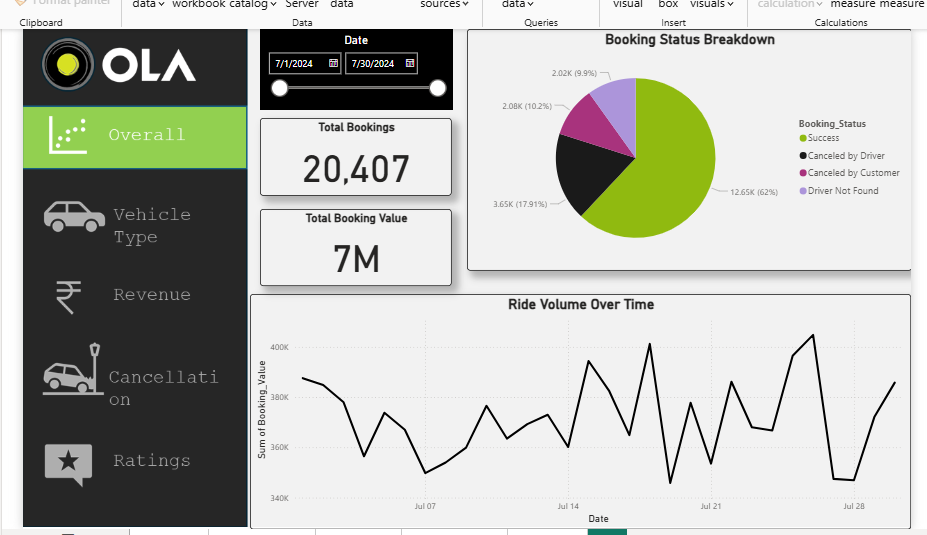 Format painter
data
workbook
catalog
Server
data
sources
data
visual
box
visuals
calculation
measure
measure
Clipboard
Data
Queries
Insert
Calculations
OLA
Overall
Vehicle
Type
Revenue
Cancellati
on
Ratings
Date
7/1/2024
7/30/2024
Total Bookings
20,407
Total Booking Value
7M
Booking Status Breakdown
2.02K (9.9%)
2.08K (10.2%)
3.65K (17.91%)
12.65K (62%)
Booking_Status
Success
Canceled by Driver
Canceled by Customer
Driver Not Found
Ride Volume Over Time
Sum of Booking_Value
400K
380K
360K
340K
Jul 07
Jul 14
Jul 21
Jul 28
Date